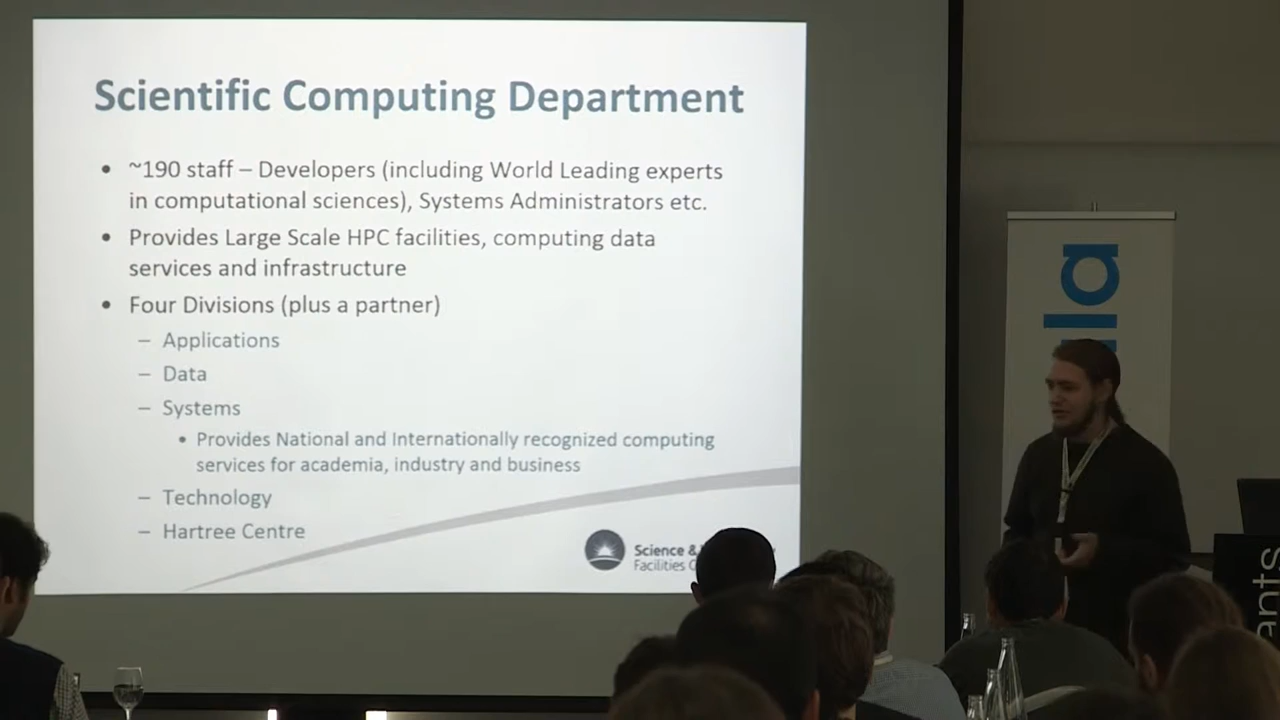 Scientific Computing Department
• ~190 staff – Developers (including World Leading experts
in computational sciences), Systems Administrators etc.
• Provides Large Scale HPC facilities, computing data
services and infrastructure
• Four Divisions (plus a partner)
– Applications
– Data
– Systems
• Provides National and Internationally recognized computing
services for academia, industry and business
– Technology
– Hartree Centre
Science &
Facilities C
ula
ants